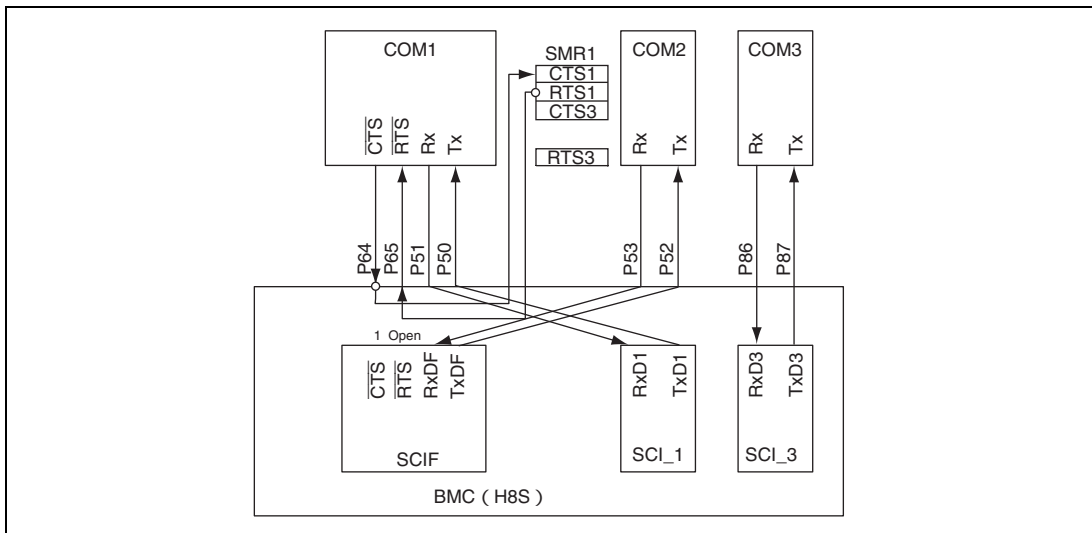 COM1
SMR1
CTS1
RTS1
CTS3
RTS3
COM2
COM3
CTS
RTS
Rx
Tx
Rx
Tx
Rx
Tx
P64
P65
P51
P50
P53
P52
P86
P87
1 Open
CTS
RTS
RxDF
TxDF
SCIF
RxD1
TxD1
SCI_1
RxD3
TxD3
SCI_3
BMC ( H8S )